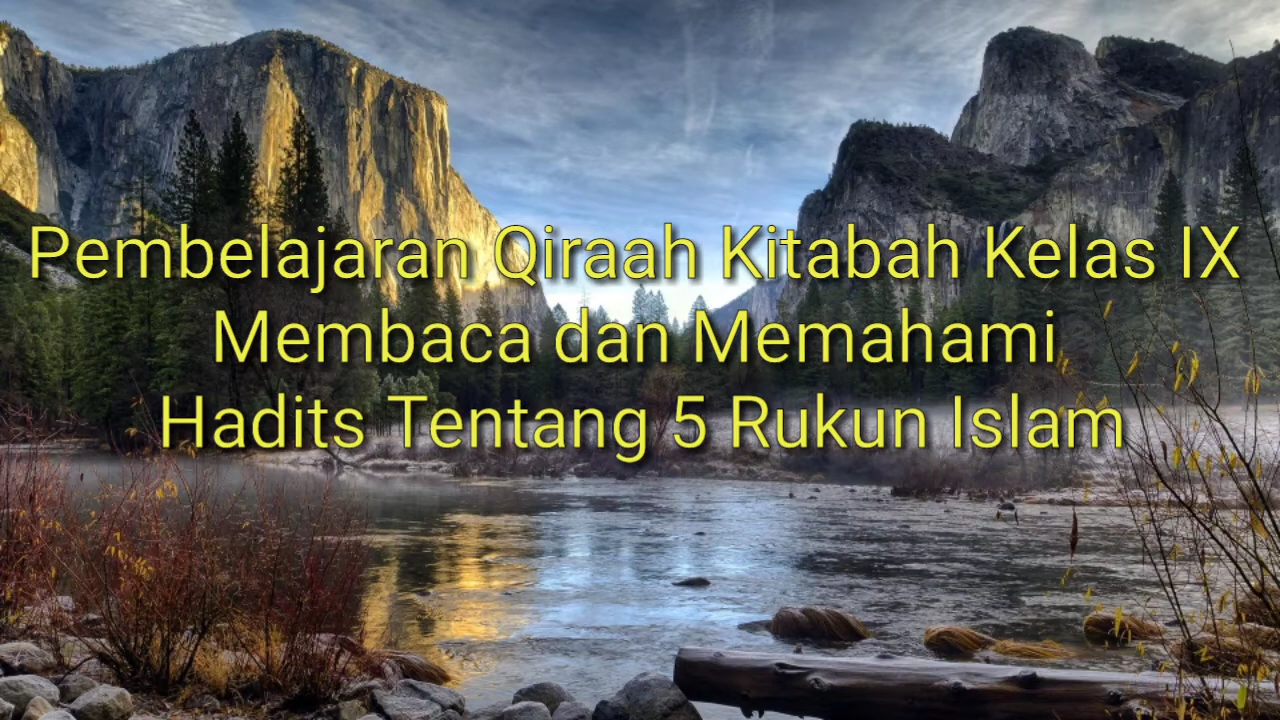 Pembelajaran Qiraah Kitabah Kelas IX
Membaca dan Memahami
Hadits Tentang 5 Rukun Islam